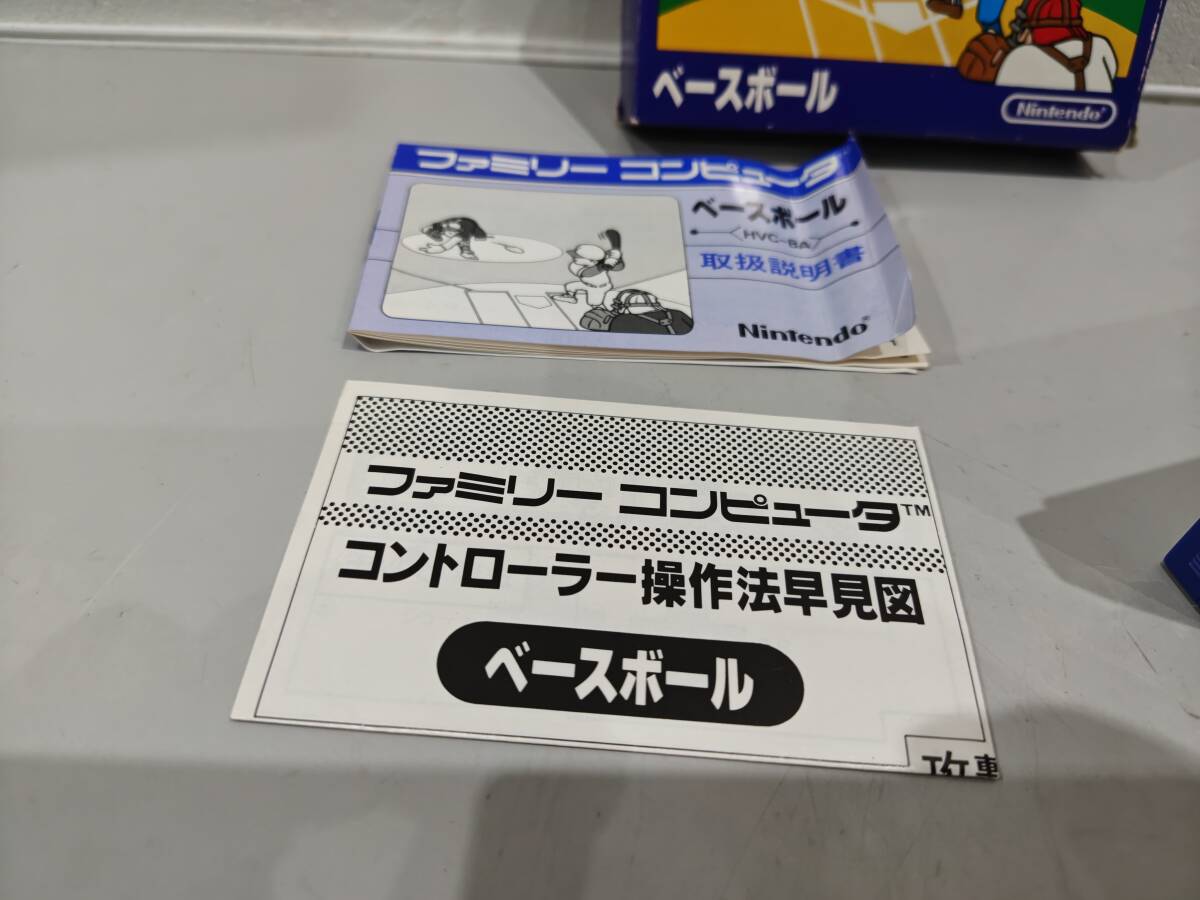 ベースボール
Nintendo®
ファミリー コンピュータ
ベースボール
HVC-BA
取扱説明書
Nintendo®
ファミリー コンピュータ™
コントローラー操作法早見図
ベースボール
攻